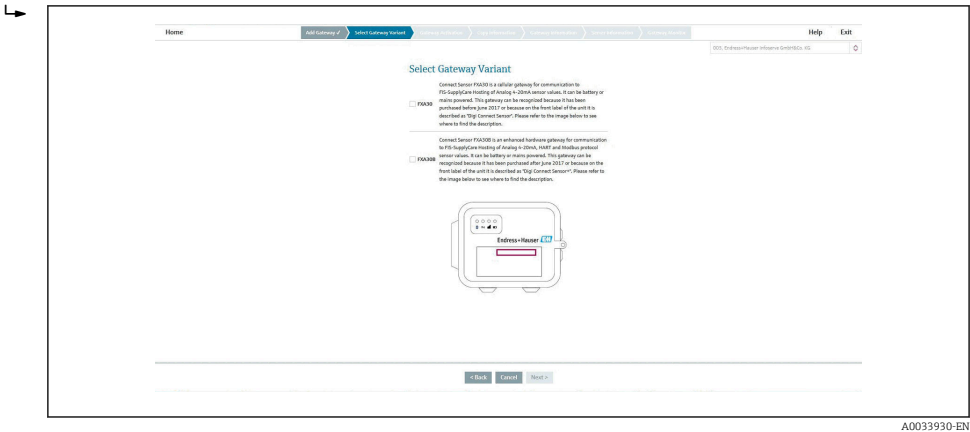 Home
Add Gateway ✓
Select Gateway Variant
Help
Exit
005, Endress+Hauser Infoserve GmbH&Co. KG
Select Gateway Variant
Connect Sensor FXA30 is a cellular gateway for communication to
FIS-SupplyCare Hosting of Analog 4-20mA sensor values. It can be battery or
FXA30
mains powered. This gateway can be recognized because it has been
purchased before June 2017 or because on the front label of the unit it is
described as "Digi Connect Sensor". Please refer to the image below to see
where to find the description.
Connect Sensor FXA30B is an enhanced hardware gateway for communication
to FIS-SupplyCare Hosting of Analog 4-20mA, HART and Modbus protocol
FXA30B
sensor values. It can be battery or mains powered. This gateway can be
recognized because it has been purchased after June 2017 or because on the
front label of the unit it is described as "Digi Connect Sensor+". Please refer to
the image below to see where to find the description.
Endress+Hauser EH
< Back
Cancel
Next >
A0033930-EN